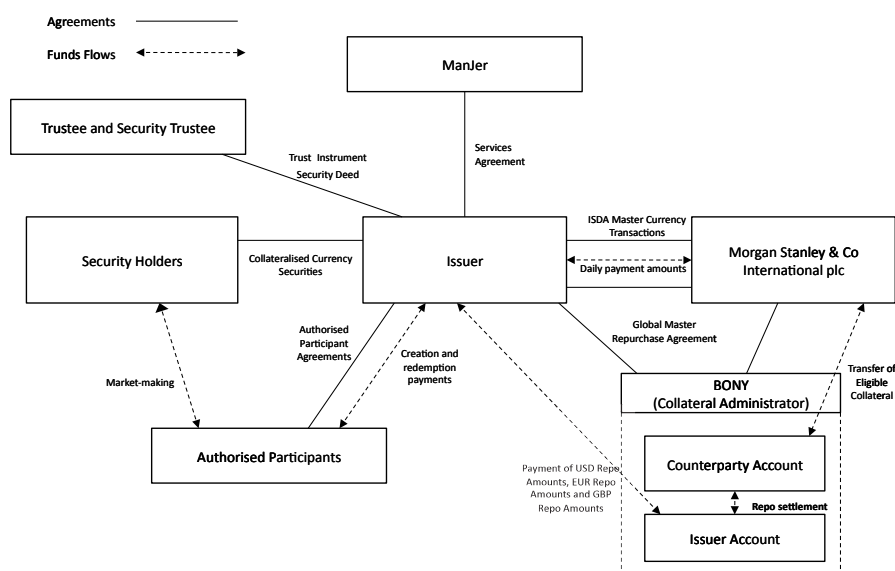 Agreements
Funds Flows
ManJer
Trustee and Security Trustee
Trust Instrument
Security Deed
Services
Agreement
Security Holders
Collateralised Currency
Securities
Issuer
ISDA Master Currency
Transactions
Daily payment amounts
Morgan Stanley & Co
International plc
Global Master
Repurchase Agreement
Authorised
Participant
Agreements
Creation and
redemption
payments
Market-making
Transfer of
Eligible
Collateral
BONY
(Collateral Administrator)
Authorised Participants
Counterparty Account
Payment of USD Repo
Amounts, EUR Repo
Amounts and GBP
Repo Amounts
Repo settlement
Issuer Account